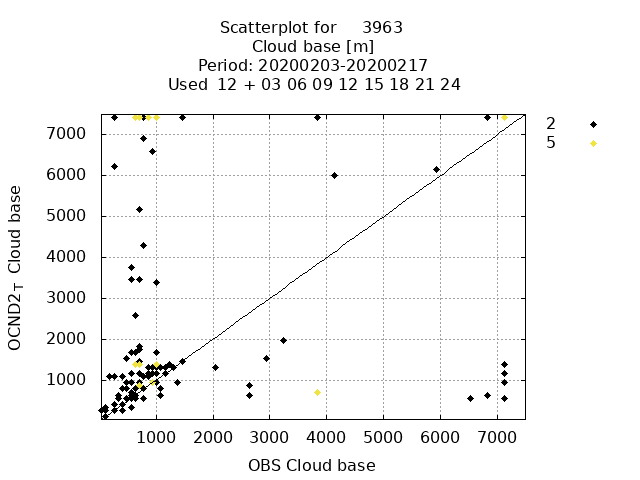 Scatterplot for 3963
Cloud base [m]
Period: 20200203-20200217
Used 12 + 03 06 09 12 15 18 21 24
2
5
7000
6000
5000
4000
3000
2000
1000
OCND2T Cloud base
1000 2000 3000 4000 5000 6000 7000
OBS Cloud base